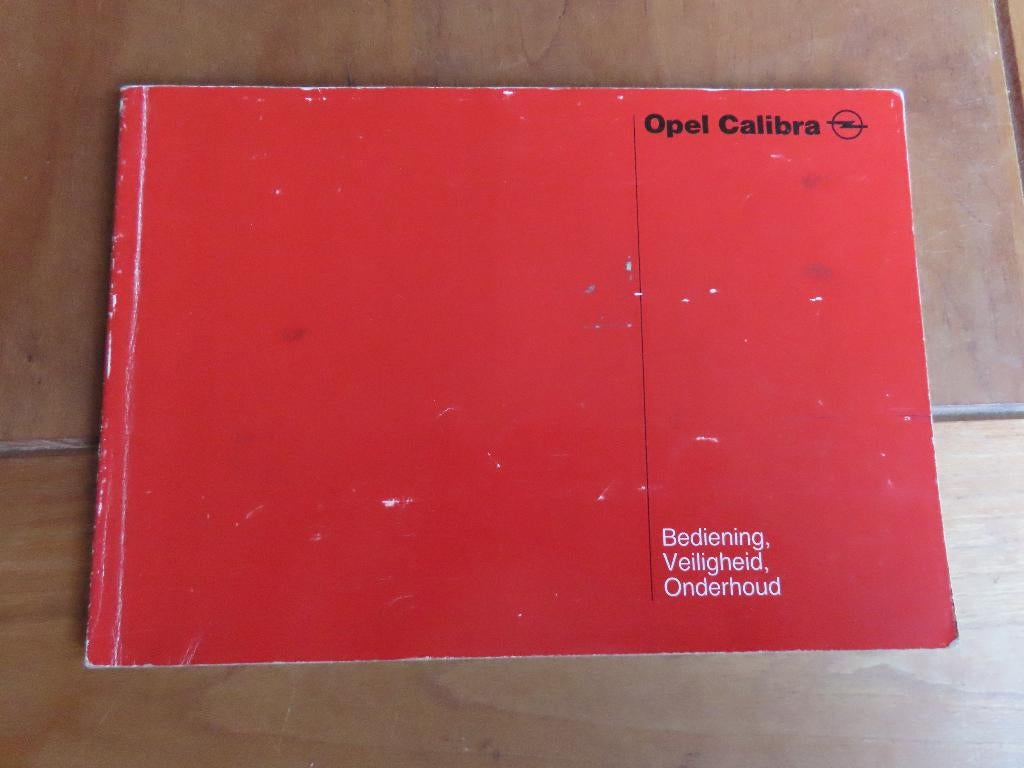 Opel Calibra
Bediening,
Veiligheid,
Onderhoud